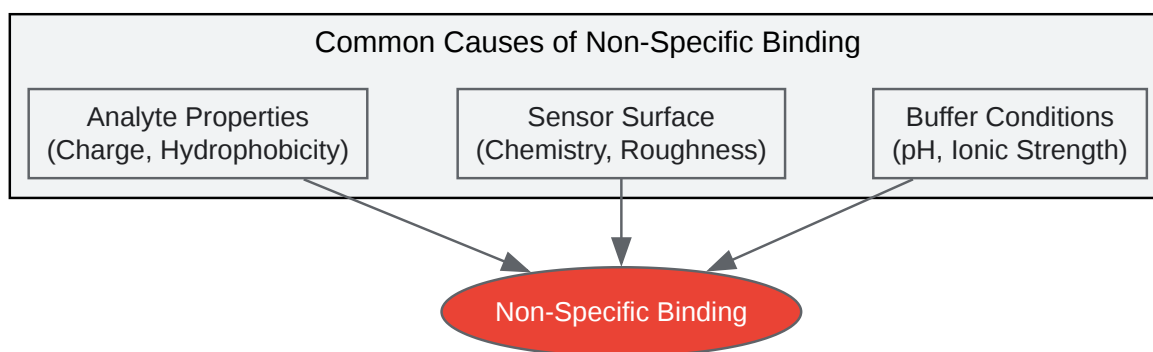 Common Causes of Non-Specific Binding
Analyte Properties
(Charge, Hydrophobicity)
Sensor Surface
(Chemistry, Roughness)
Buffer Conditions
(pH, Ionic Strength)
Non-Specific Binding